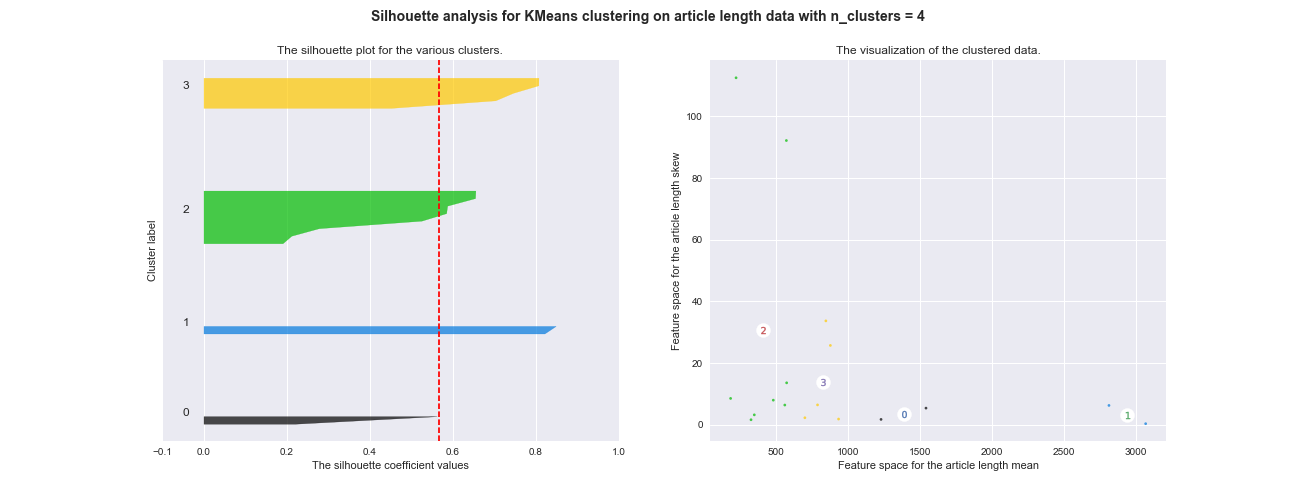 Silhouette analysis for KMeans clustering on article length data with n_clusters = 4
The silhouette plot for the various clusters.
3
2
1
0
Cluster label
−0.1 0.0 0.2 0.4 0.6 0.8 1.0
The silhouette coefficient values
The visualization of the clustered data.
100
80
60
40
20
0
Feature space for the article length skew
2
3
0
1
500 1000 1500 2000 2500 3000
Feature space for the article length mean